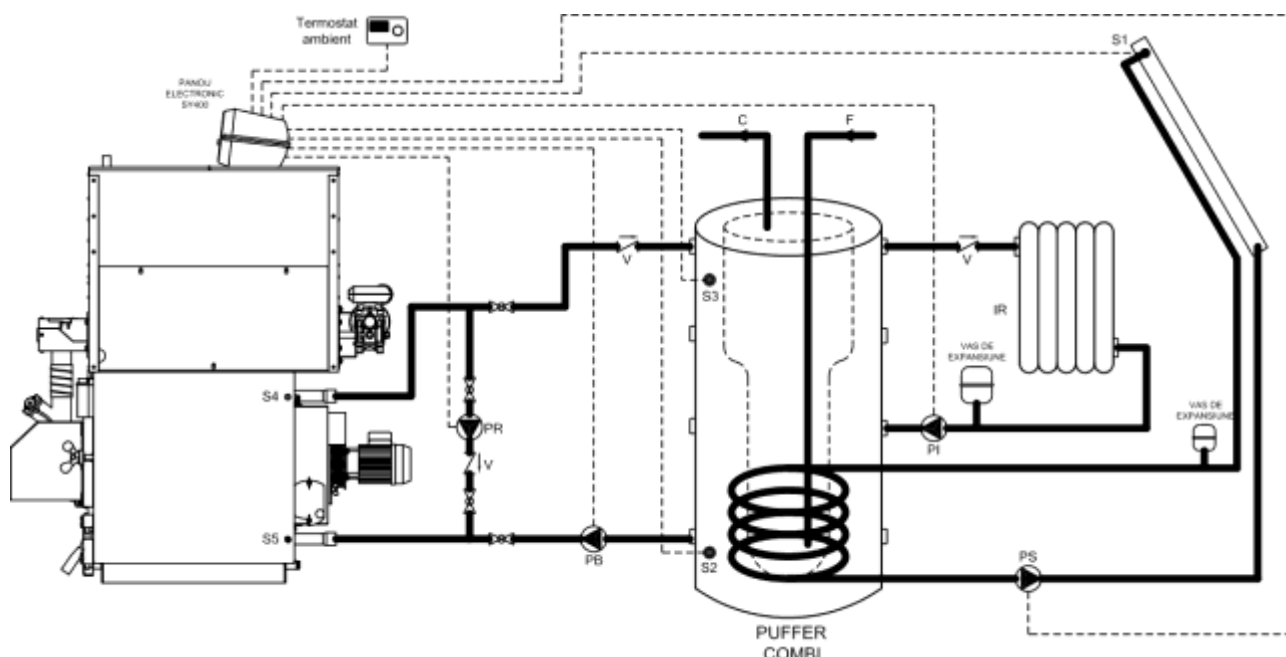 Termostat
ambient
S1
PANOU
ELECTRONIC
SY400
C
F
V
V
S3
IR
VAS DE
EXPANSIUNE
S4
VAS DE
EXPANSIUNE
PR
PI
V
S5
PB
S2
PS
PUFFER
COMBI